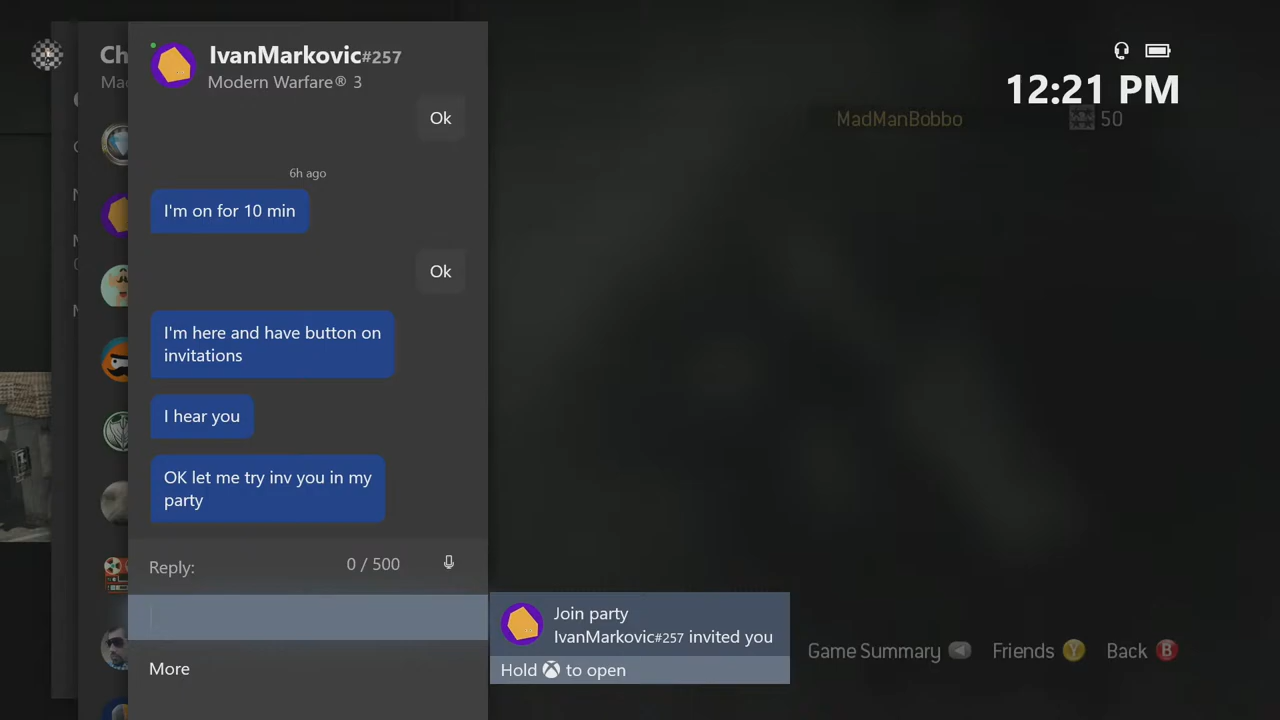 Ch
Mac
IvanMarkovic#257
Modern Warfare® 3
12:21 PM
MadManBobbo 50
Ok
6h ago
I'm on for 10 min
Ok
I'm here and have button on
invitations
I hear you
OK let me try inv you in my
party
Reply: 0 / 500
Join party
IvanMarkovic#257 invited you
Hold to open
More
Game Summary Friends Y Back B